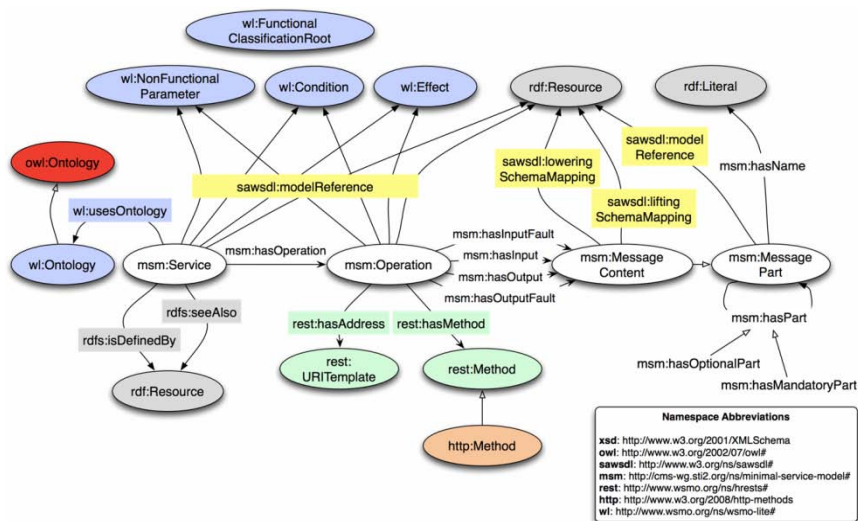 wl:Functional
ClassificationRoot
wl:NonFunctional
Parameter
wl:Condition
wl:Effect
rdf:Resource
rdf:Literal
owl:Ontology
sawsdl:lowering
SchemaMapping
sawsdl:model
Reference
msm:hasName
sawsdl:modelReference
wl:usesOntology
sawsdl:lifting
SchemaMapping
msm:hasOperation
msm:hasInputFault
msm:hasInput
msm:hasOutput
msm:hasOutputFault
wl:Ontology
msm:Service
msm:Operation
msm:Message
Content
msm:Message
Part
rdfs:seeAlso
rdfs:isDefinedBy
rest:hasAddress
rest:hasMethod
msm:hasPart
msm:hasOptionalPart
msm:hasMandatoryPart
rdf:Resource
rest:
URITemplate
rest:Method
http:Method
Namespace Abbreviations
xsd: http://www.w3.org/2001/XMLSchema
owl: http://www.w3.org/2002/07/owl#
sawsdl: http://www.w3.org/ns/sawsdl#
msm: http://cms-wg.sti2.org/ns/minimal-service-model#
rest: http://www.wsmo.org/ns/hrests#
http: http://www.w3.org/2008/http-methods
wl: http://www.wsmo.org/ns/wsmo-lite#